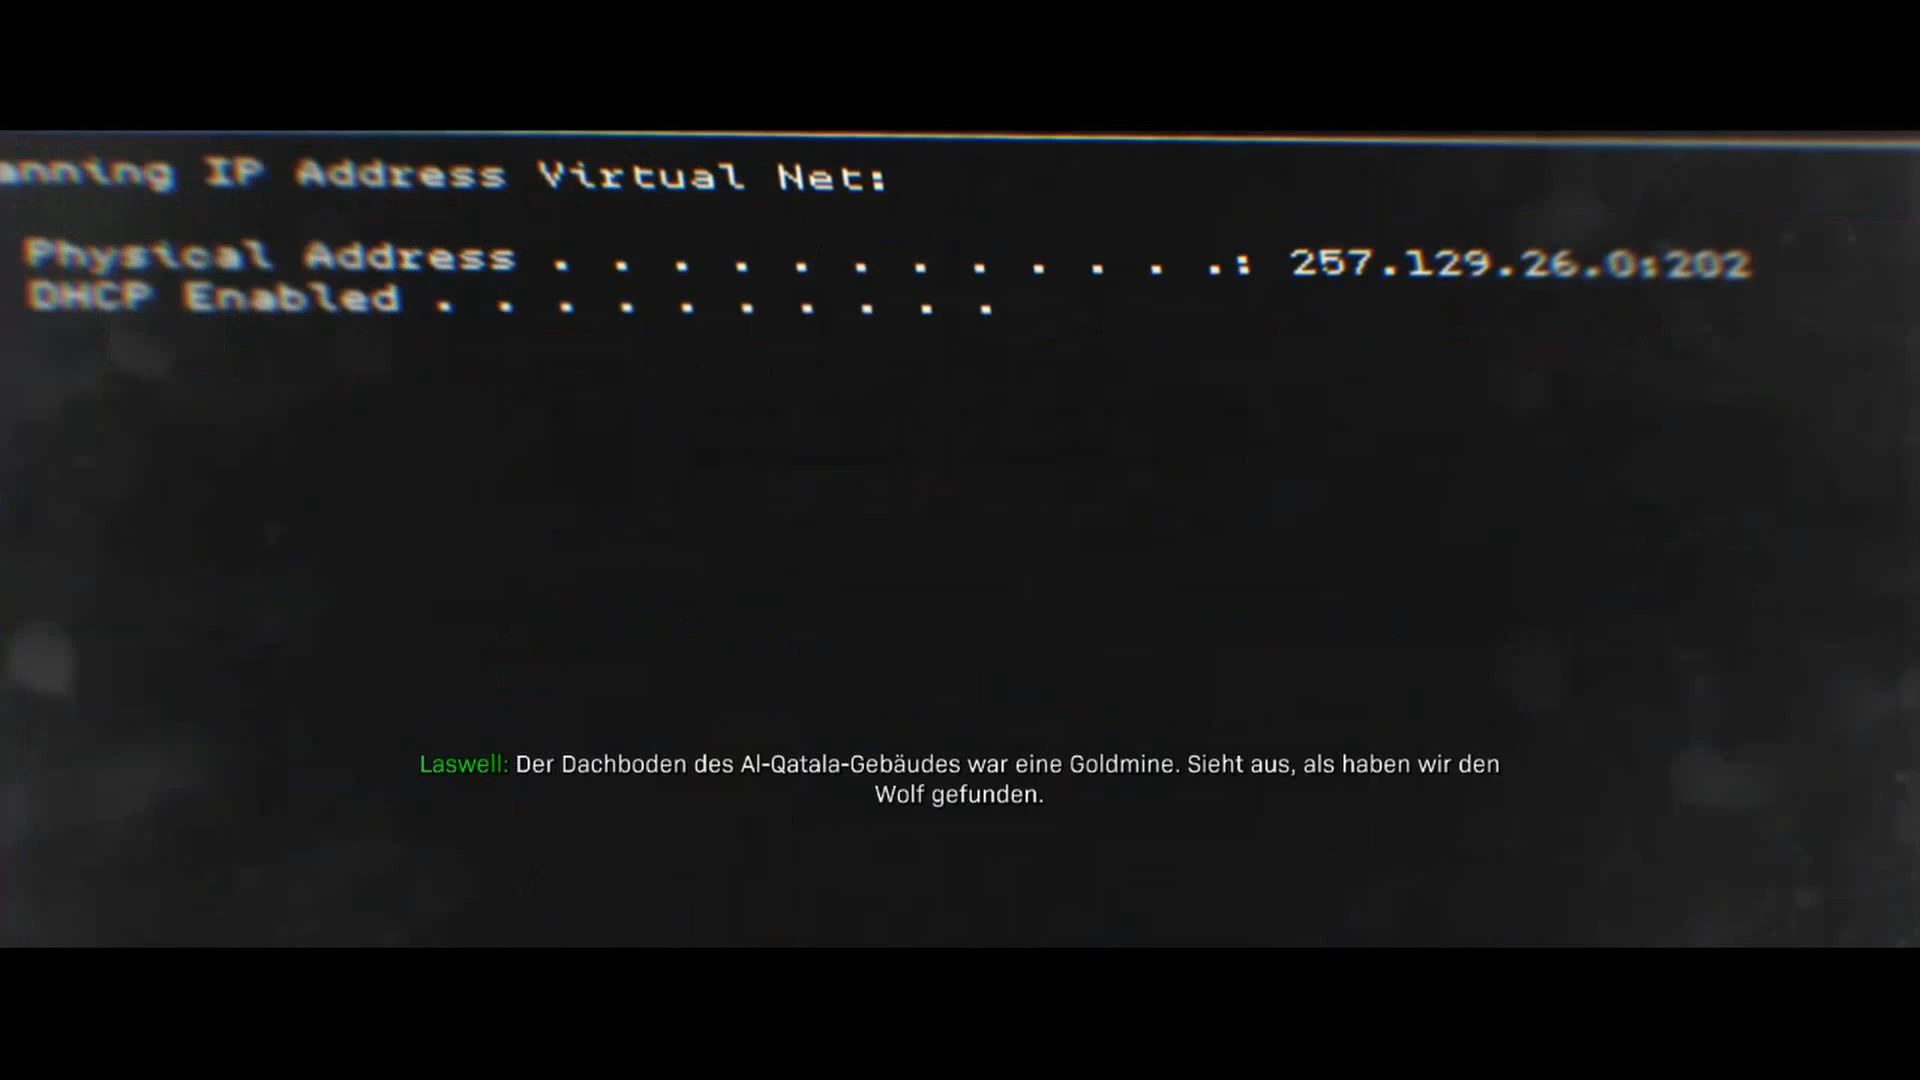 anning IP Address Virtual Net:
Physical Address . . . . . . . . . . . .: 257.129.26.0:202
DHCP Enabled . . . . . . . . . .
Laswell: Der Dachboden des Al-Qatala-Gebäudes war eine Goldmine. Sieht aus, als haben wir den
Wolf gefunden.